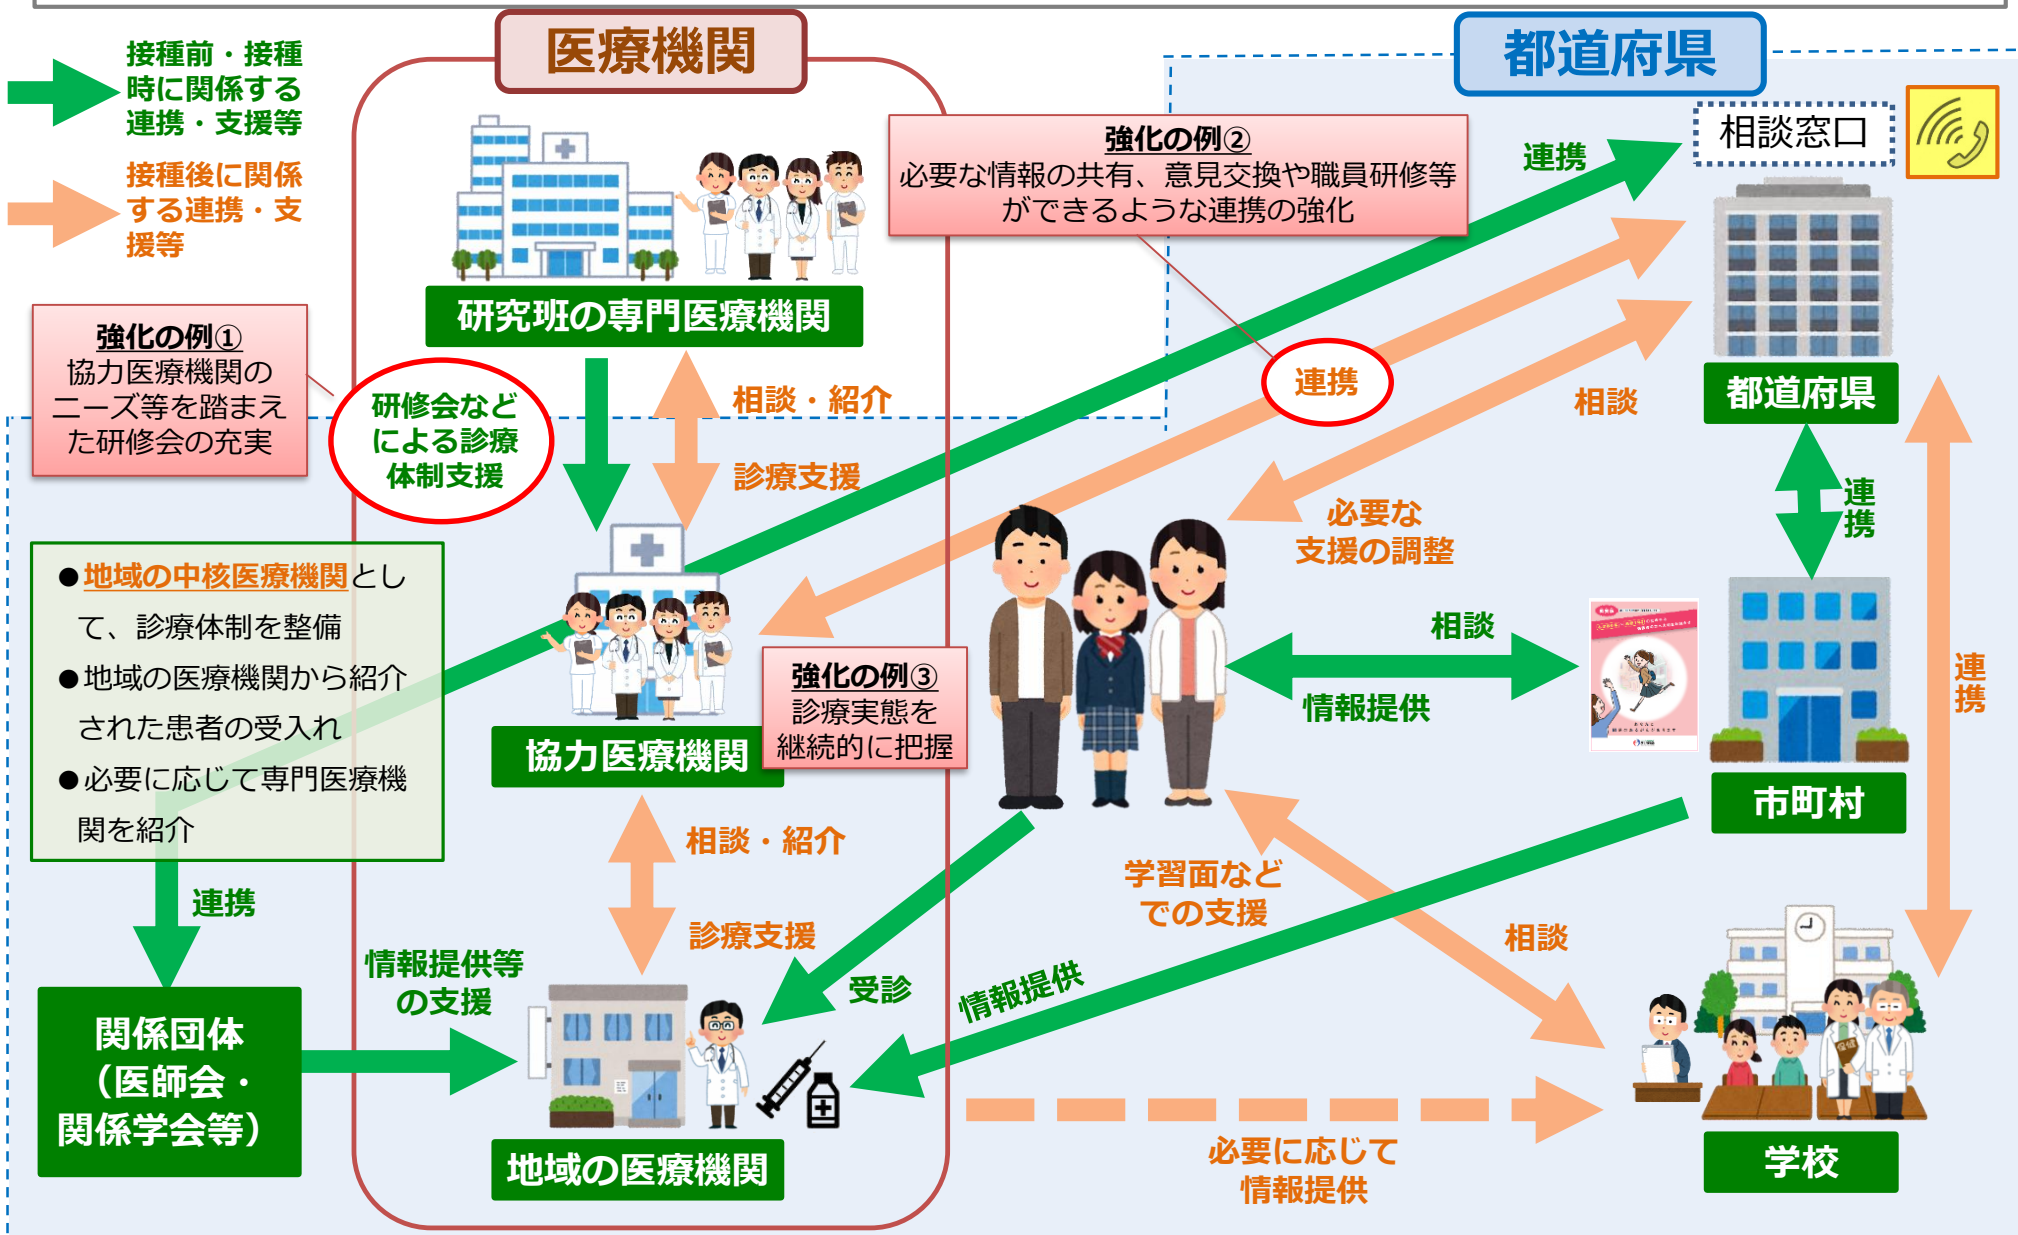 接種前・接種
時に関係する
連携・支援等
接種後に関係
する連携・支
援等
医療機関
都道府県
相談窓口
強化の例②
必要な情報の共有、意見交換や職員研修等
ができるような連携の強化
連携
研究班の専門医療機関
強化の例①
協力医療機関の
ニーズ等を踏まえ
た研修会の充実
研修会など
による診療
体制支援
相談・紹介
診療支援
連携
相談
都道府県
必要な
支援の調整
連携
●地域の中核医療機関とし
て、診療体制を整備
●地域の医療機関から紹介
された患者の受入れ
●必要に応じて専門医療機
関を紹介
強化の例③
診療実態を
継続的に把握
協力医療機関
相談
情報提供
市町村
連携
相談・紹介
診療支援
連携
学習面など
での支援
相談
情報提供等
の支援
受診
情報提供
関係団体
（医師会・
関係学会等）
地域の医療機関
必要に応じて
情報提供
学校